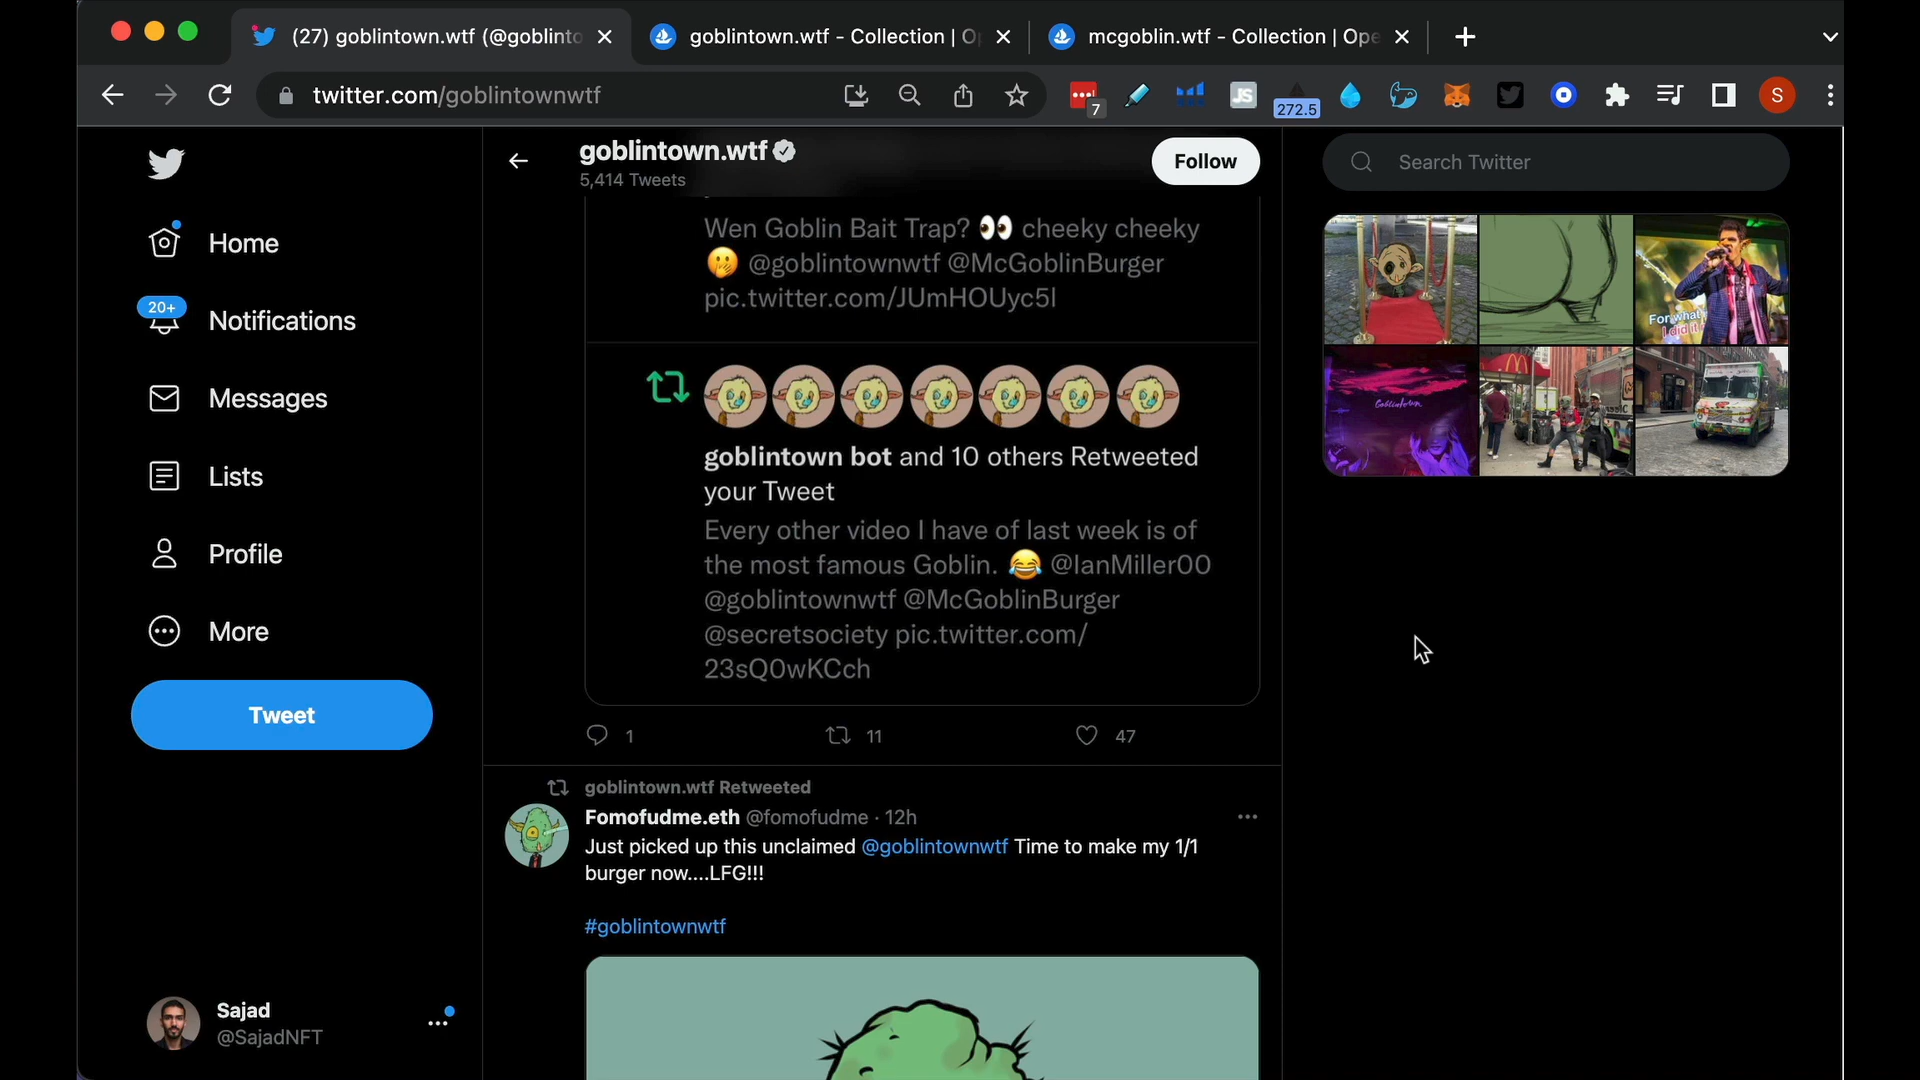 (27) goblintown.wtf (@goblinto
goblintown.wtf - Collection | O
mcgoblin.wtf - Collection | Ope
twitter.com/goblintownwtf
7
JS
272.5
S
goblintown.wtf
5,414 Tweets
Follow
Search Twitter
Home
20+
Notifications
Messages
Lists
Profile
More
Tweet
Sajad
@SajadNFT
Wen Goblin Bait Trap? 👀 cheeky cheeky
🤭 @goblintownwtf @McGoblinBurger
pic.twitter.com/JUmHOUyc5l
goblintown bot and 10 others Retweeted
your Tweet
Every other video I have of last week is of
the most famous Goblin. 😂 @IanMiller00
@goblintownwtf @McGoblinBurger
@secretsociety pic.twitter.com/
23sQ0wKCch
1
11
47
goblintown.wtf Retweeted
Fomofudme.eth @fomofudme · 12h
Just picked up this unclaimed @goblintownwtf Time to make my 1/1
burger now....LFG!!!
#goblintownwtf
For what
I did it
Goblintown